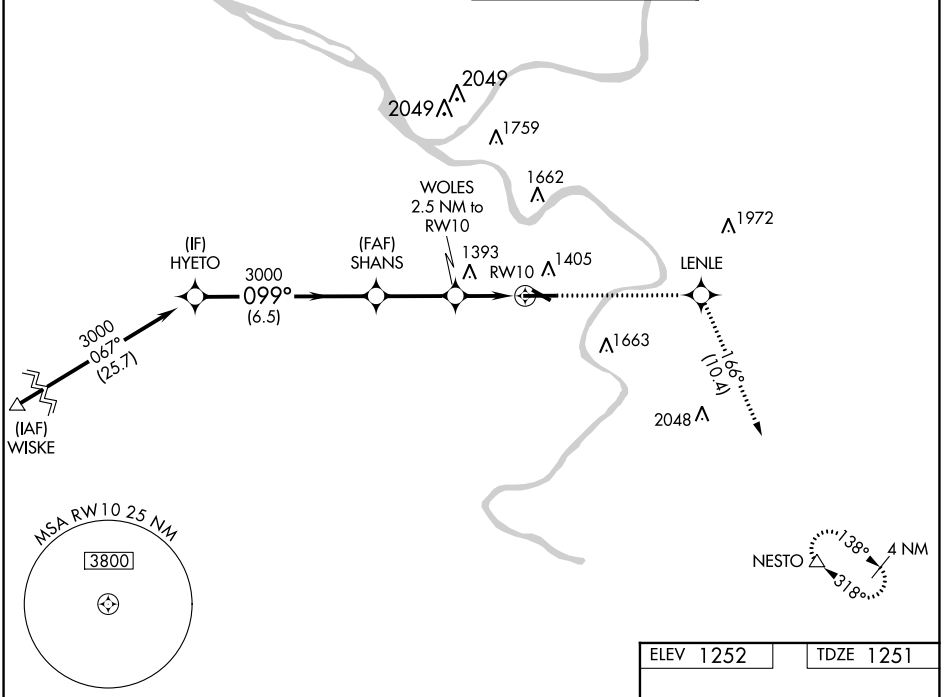 2049
2049
1759
1662
WOLES
2.5 NM to
RW10
1972
(IF)
HYETO
(FAF)
SHANS
1393
RW10
1405
LENLE
3000
099°
(6.5)
3000
067°
(25.7)
1663
166°
(10.4)
2048
(IAF)
WISKE
MSA RW10 25 NM
3800
NESTO
138°
4 NM
318°
ELEV 1252
TDZE 1251